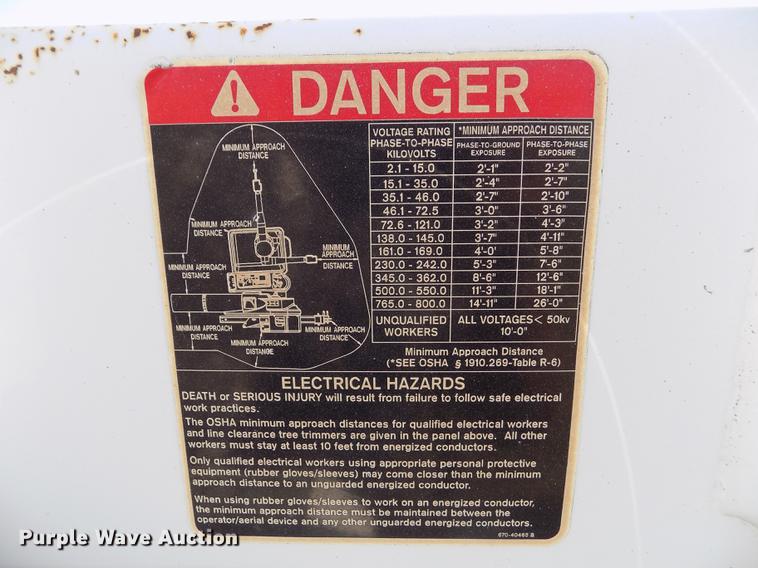 DANGER
MINIMUM APPROACH
DISTANCE
MINIMUM APPROACH
DISTANCE
MINIMUM
APPROACH
DISTANCE
MINIMUM APPROACH
DISTANCE
MINIMUM APPROACH
DISTANCE
MINIMUM APPROACH
DISTANCE
MINIMUM APPROACH
DISTANCE
VOLTAGE RATING
PHASE-TO-PHASE
KILOVOLTS
*MINIMUM APPROACH DISTANCE
PHASE-TO-GROUND
EXPOSURE
PHASE-TO-PHASE
EXPOSURE
2.1 - 15.0 2'-1" 2'-2"
15.1 - 35.0 2'-4" 2'-7"
35.1 - 46.0 2'-7" 2'-10"
46.1 - 72.5 3'-0" 3'-6"
72.6 - 121.0 3'-2" 4'-3"
138.0 - 145.0 3'-7" 4'-11"
161.0 - 169.0 4'-0' 5'-8"
230.0 - 242.0 5'-3" 7'-6"
345.0 - 362.0 8'-6" 12'-6"
500.0 - 550.0 11'-3" 18'-1"
765.0 - 800.0 14'-11" 26'-0"
UNQUALIFIED
WORKERS
ALL VOLTAGES < 50kv
10'-0"
Minimum Approach Distance
(*SEE OSHA § 1910.269-Table R-6)
ELECTRICAL HAZARDS
DEATH or SERIOUS INJURY will result from failure to follow safe electrical
work practices.
The OSHA minimum approach distances for qualified electrical workers
and line clearance tree trimmers are given in the panel above. All other
workers must stay at least 10 feet from energized conductors.
Only qualified electrical workers using appropriate personal protective
equipment (rubber gloves/sleeves) may come closer than the minimum
approach distance to an unguarded energized conductor.
When using rubber gloves/sleeves to work on an energized conductor,
the minimum approach distance must be maintained between the
operator/aerial device and any other unguarded energized conductors.
670-40468 B
Purple Wave Auction